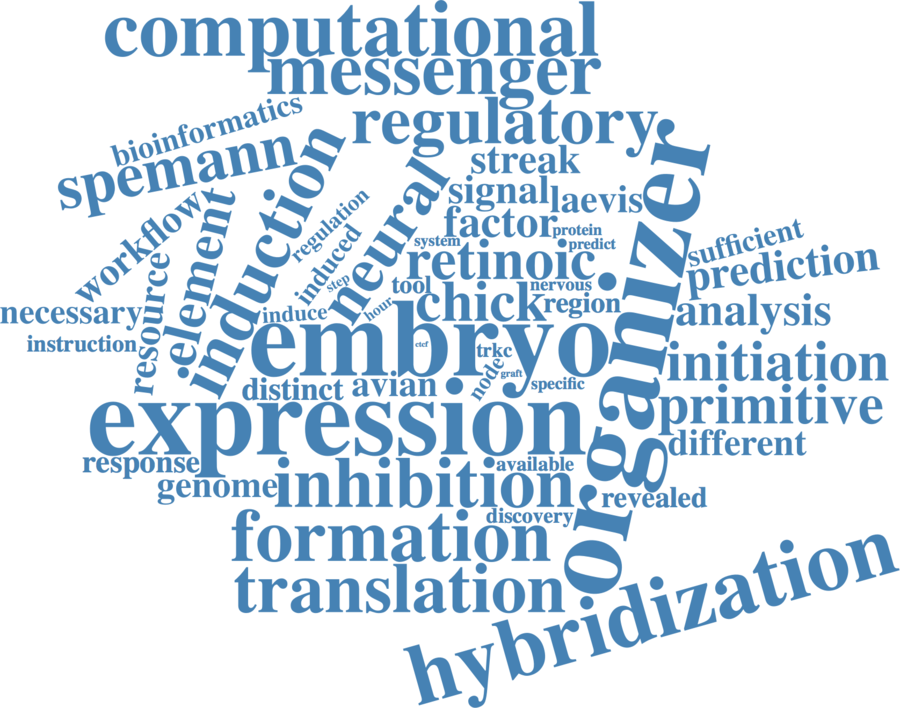 computational
messenger
bioinformatics
regulatory
spemann
streak
induction
neural
organizer
signal
laevis
workflow
element
regulation
factor
protein
system
predict
induced
retinoic
sufficient
prediction
resource
step
tool
nervous
necessary
induce
hour
chick
region
analysis
instruction
embryo
ctcf
trkc
initiation
node
graft
specific
distinct
avian
expression
primitive
different
response
available
genome
inhibition
revealed
discovery
formation
translation
hybridization